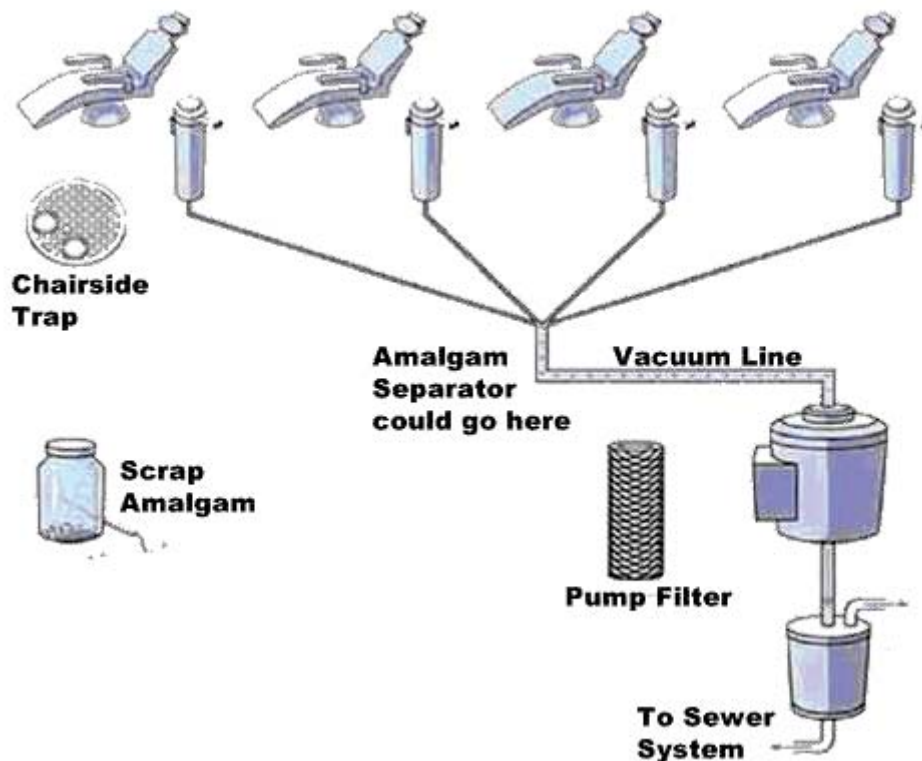 Chairside
Trap
Amalgam
Separator
could go here
Vacuum Line
Scrap
Amalgam
Pump Filter
To Sewer
System